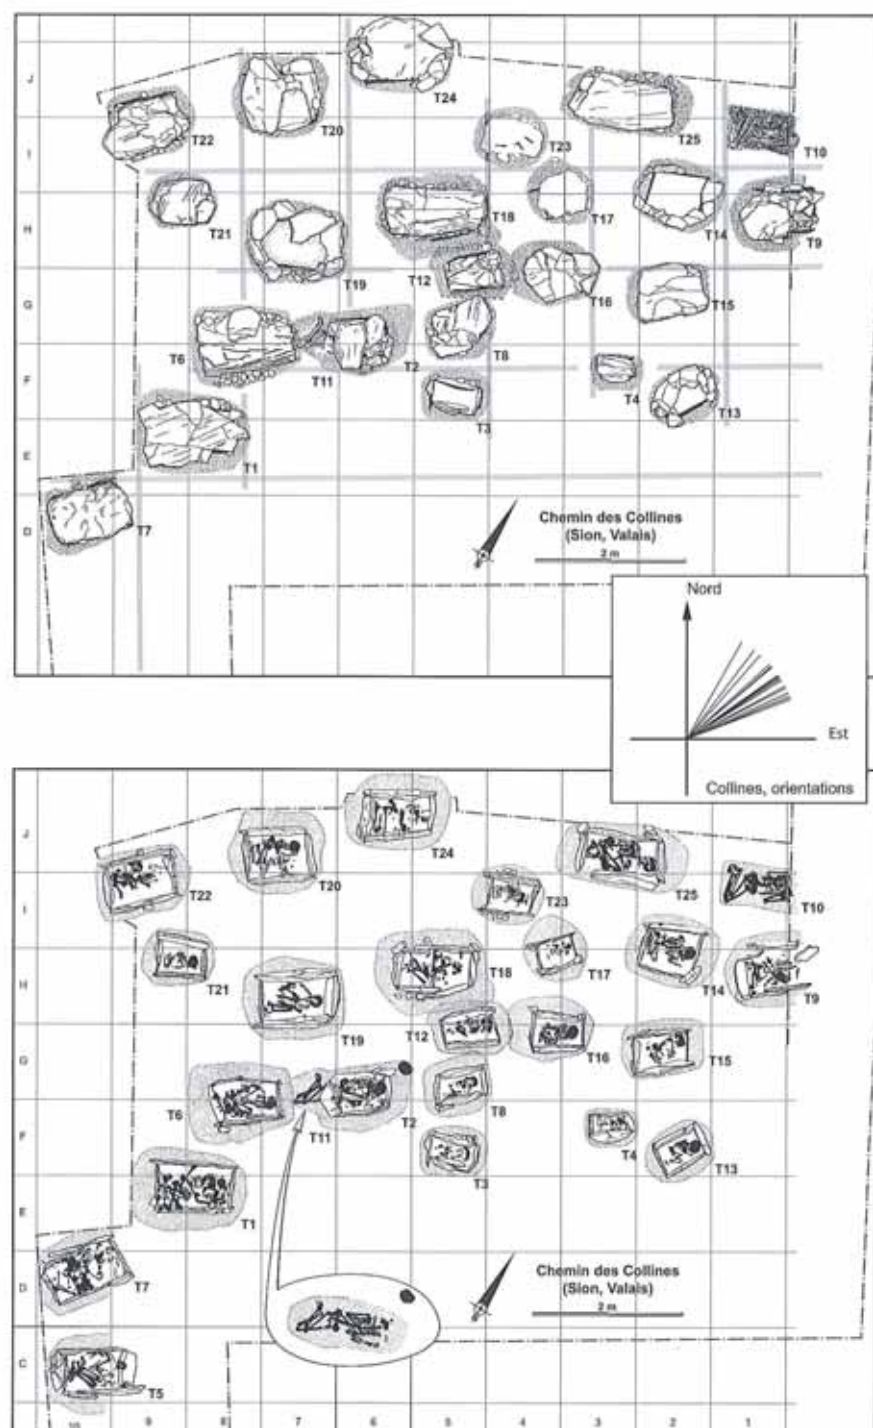 J
T24
T20
T22
T25
I
T23
T10
T21
T18
T17
T14
T9
H
T12
T19
T16
T15
G
T6
T11
T2
T8
T4
T13
F
T3
E
T1
D
T7
Chemin des Collines
(Sion, Valais)
2 m
Nord
Est
Collines, orientations
J
T24
T20
T22
T25
I
T23
T10
T21
T18
T17
T14
T9
H
T12
T19
T16
T15
G
T6
T11
T2
T8
T4
T13
F
T3
E
T1
D
T7
Chemin des Collines
(Sion, Valais)
2 m
C
T5
10 9 8 7 6 5 4 3 2 1